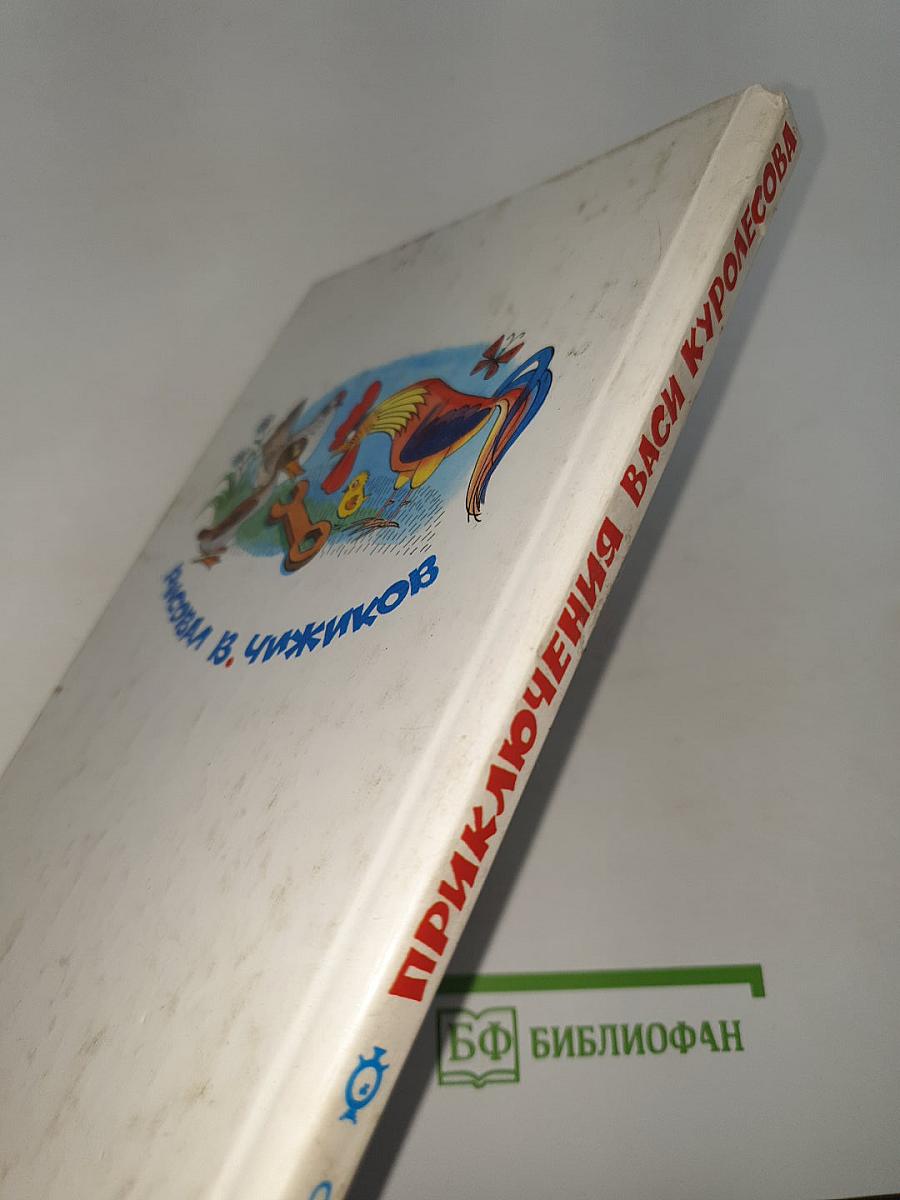 РИСОВАЛ В. ЧИЖИКОВ
ПРИКЛЮЧЕНИЯ ВАСИ КУРОЛЕСОВА
БФ БИБЛИОФАН